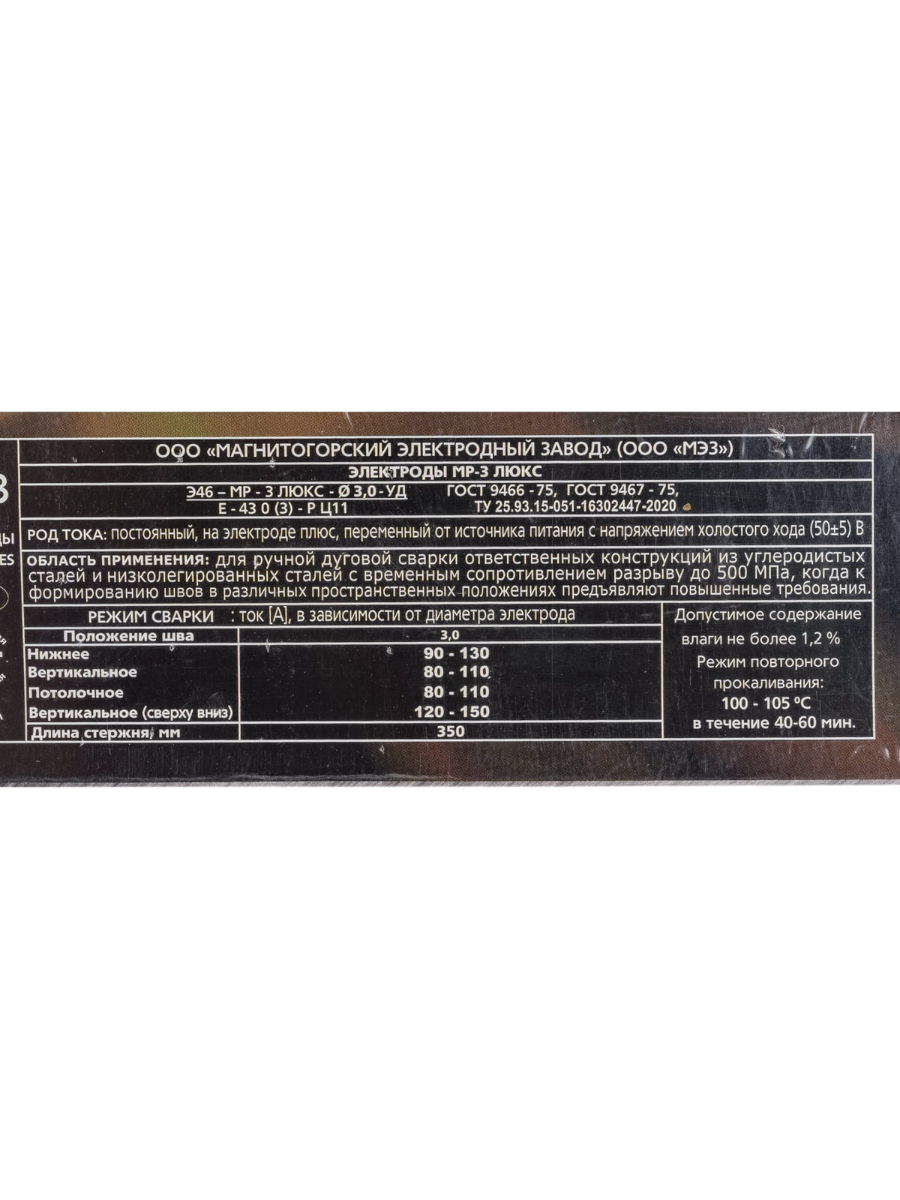 ООО «МАГНИТОГОРСКИЙ ЭЛЕКТРОДНЫЙ ЗАВОД» (ООО «МЭЗ»)
ЭЛЕКТРОДЫ МР-3 ЛЮКС
Э46 – МР - 3 ЛЮКС - Ø 3,0 - УД ГОСТ 9466 - 75, ГОСТ 9467 - 75,
Е - 43 0 (3) - Р Ц11 ТУ 25.93.15-051-16302447-2020
РОД ТОКА: постоянный, на электроде плюс, переменный от источника питания с напряжением холостого хода (50±5) В
ОБЛАСТЬ ПРИМЕНЕНИЯ: для ручной дуговой сварки ответственных конструкций из углеродистых
сталей и низколегированных сталей с временным сопротивлением разрыву до 500 МПа, когда к
формированию швов в различных пространственных положениях предъявляют повышенные требования.
РЕЖИМ СВАРКИ : ток [А], в зависимости от диаметра электрода
Положение шва 3,0
Нижнее 90 - 130
Вертикальное 80 - 110
Потолочное 80 - 110
Вертикальное (сверху вниз) 120 - 150
Длина стержня, мм 350
Допустимое содержание
влаги не более 1,2 %
Режим повторного
прокаливания:
100 - 105 ºС
в течение 40-60 мин.
З
ДЫ
ES